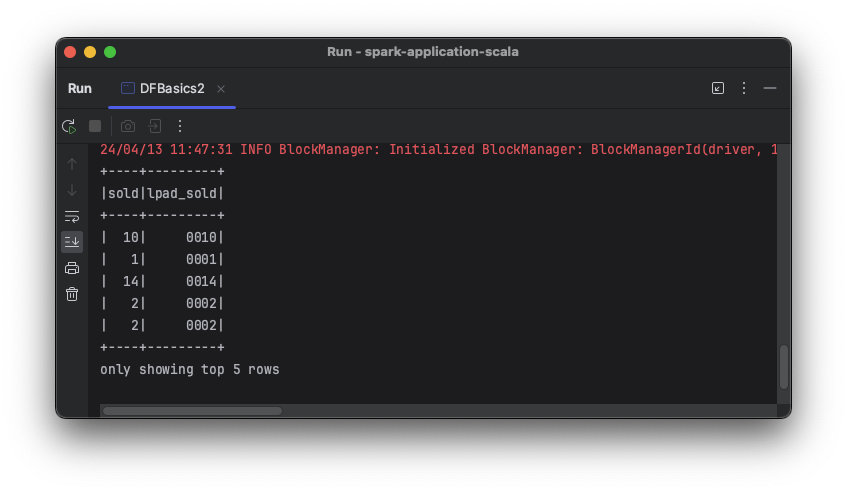 Run - spark-application-scala
Run DFBasics2
24/04/13 11:47:31 INFO BlockManager: Initialized BlockManager: BlockManagerId(driver, 1
+----+---------+
|sold|lpad_sold|
+----+---------+
|  10|     0010|
|   1|     0001|
|  14|     0014|
|   2|     0002|
|   2|     0002|
+----+---------+
only showing top 5 rows